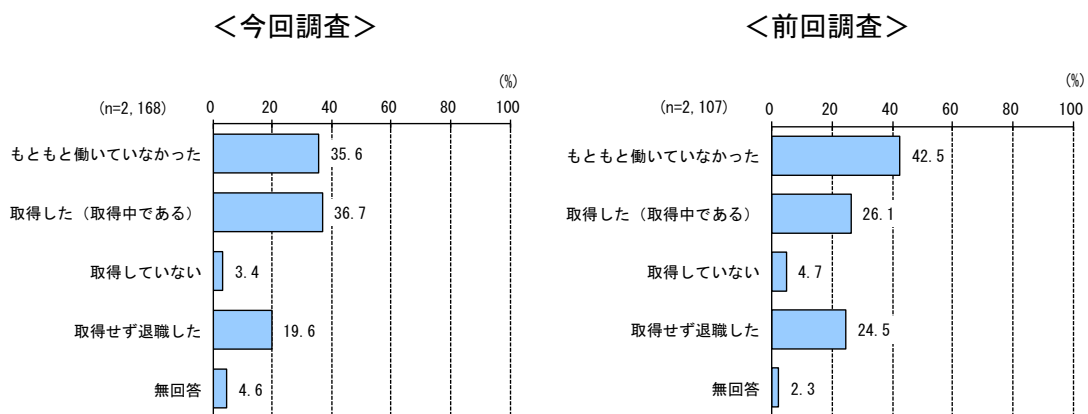 ＜今回調査＞
(%)
(n=2,168)
0 20 40 60 80 100
もともと働いていなかった 35.6
取得した（取得中である） 36.7
取得していない 3.4
取得せず退職した 19.6
無回答 4.6
＜前回調査＞
(%)
(n=2,107)
0 20 40 60 80 100
もともと働いていなかった 42.5
取得した（取得中である） 26.1
取得していない 4.7
取得せず退職した 24.5
無回答 2.3